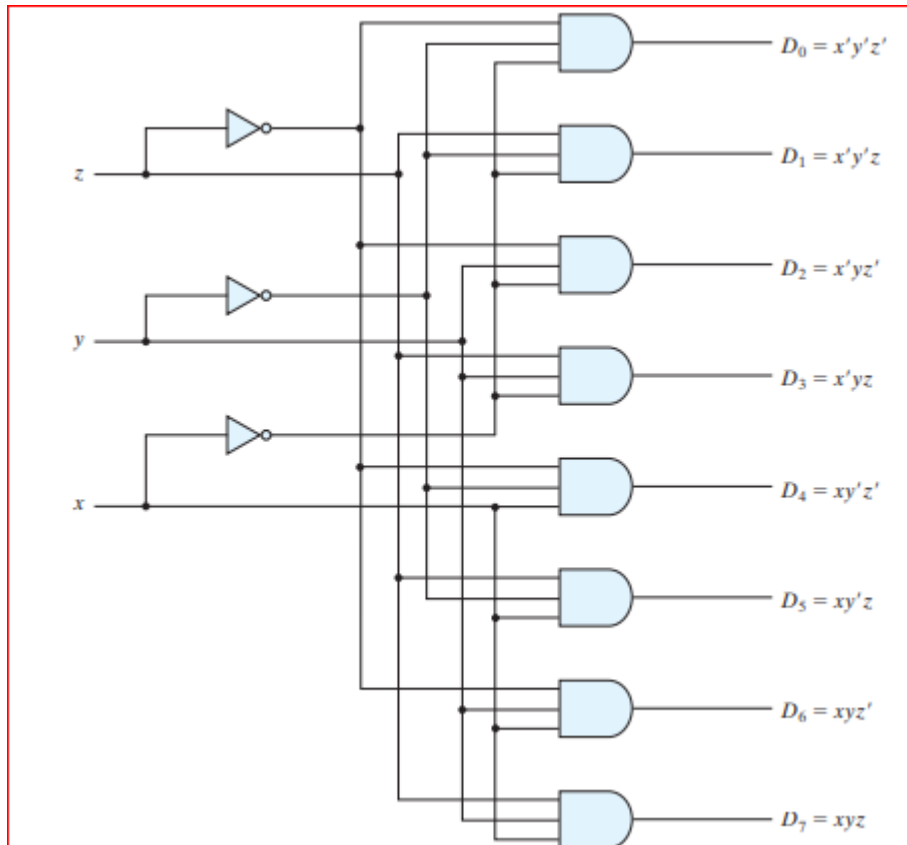 D₀ = x'y'z'
D₁ = x'y'z
z
D₂ = x'yz'
y
D₃ = x'yz
D₄ = xy'z'
x
D₅ = xy'z
D₆ = xyz'
D₇ = xyz